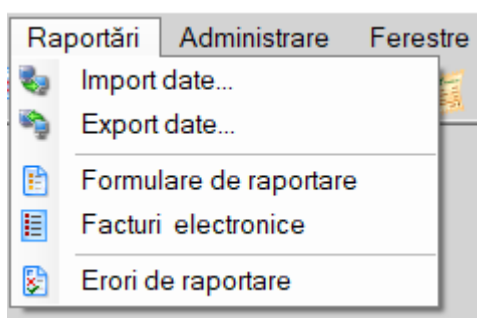 Raportări Administrare Ferestre
Import date...
Export date...
Formulare de raportare
Facturi electronice
Erori de raportare